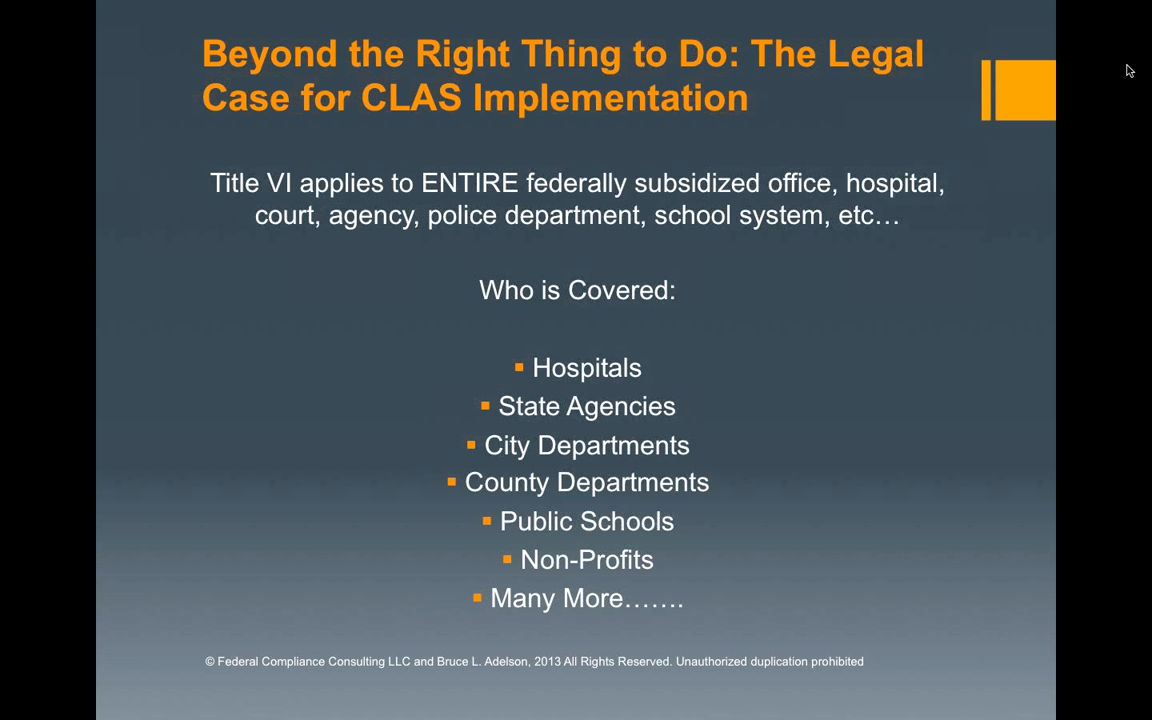 Beyond the Right Thing to Do: The Legal
Case for CLAS Implementation
Title VI applies to ENTIRE federally subsidized office, hospital,
court, agency, police department, school system, etc…
Who is Covered:
▪ Hospitals
▪ State Agencies
▪ City Departments
▪ County Departments
▪ Public Schools
▪ Non-Profits
▪ Many More…….
© Federal Compliance Consulting LLC and Bruce L. Adelson, 2013 All Rights Reserved. Unauthorized duplication prohibited